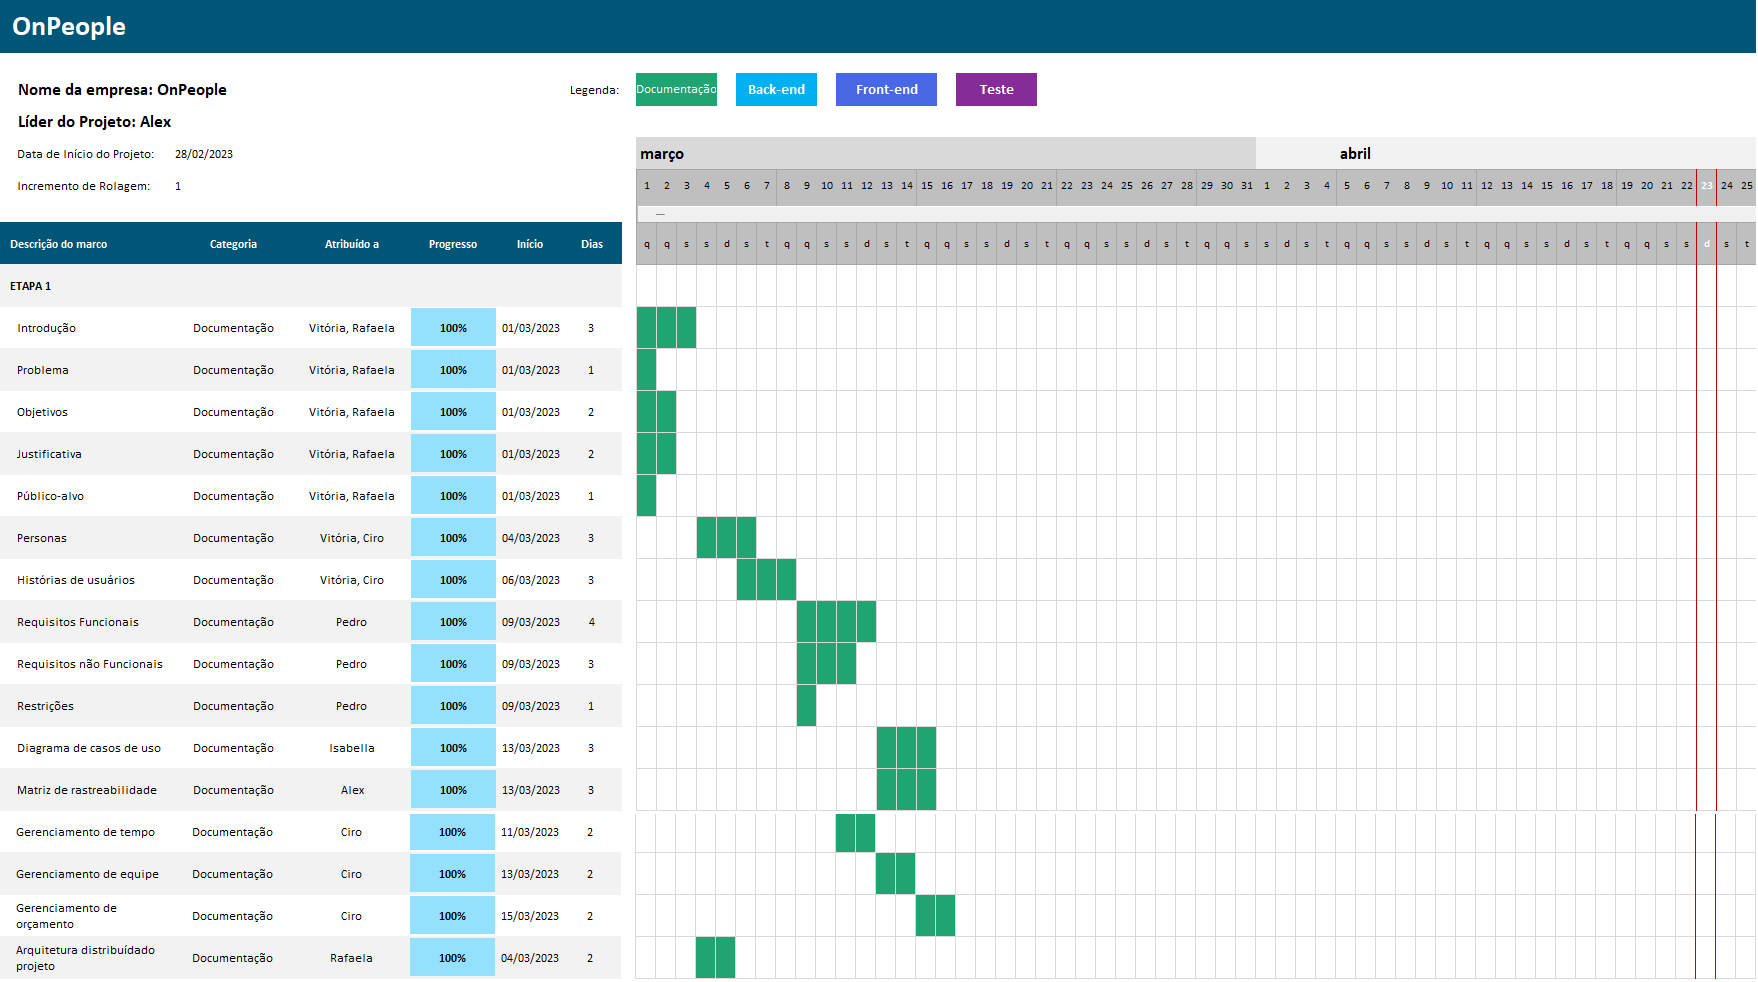 OnPeople
Nome da empresa: OnPeople
Legenda: Documentação Back-end Front-end Teste
Líder do Projeto: Alex
Data de Início do Projeto: 28/02/2023
março abril
Incremento de Rolagem: 1
1 2 3 4 5 6 7 8 9 10 11 12 13 14 15 16 17 18 19 20 21 22 23 24 25 26 27 28 29 30 31 1 2 3 4 5 6 7 8 9 10 11 12 13 14 15 16 17 18 19 20 21 22 23 24 25
Descrição do marco Categoria Atribuído a Progresso Início Dias
q q s s d s t q q s s d s t q q s s d s t q q s s d s t q q s s d s t q q s s d s t q q s s d s t q q s s d s t
ETAPA 1
Introdução Documentação Vitória, Rafaela 100% 01/03/2023 3
Problema Documentação Vitória, Rafaela 100% 01/03/2023 1
Objetivos Documentação Vitória, Rafaela 100% 01/03/2023 2
Justificativa Documentação Vitória, Rafaela 100% 01/03/2023 2
Público-alvo Documentação Vitória, Rafaela 100% 01/03/2023 1
Personas Documentação Vitória, Ciro 100% 04/03/2023 3
Histórias de usuários Documentação Vitória, Ciro 100% 06/03/2023 3
Requisitos Funcionais Documentação Pedro 100% 09/03/2023 4
Requisitos não Funcionais Documentação Pedro 100% 09/03/2023 3
Restrições Documentação Pedro 100% 09/03/2023 1
Diagrama de casos de uso Documentação Isabella 100% 13/03/2023 3
Matriz de rastreabilidade Documentação Alex 100% 13/03/2023 3
Gerenciamento de tempo Documentação Ciro 100% 11/03/2023 2
Gerenciamento de equipe Documentação Ciro 100% 13/03/2023 2
Gerenciamento de
orçamento Documentação Ciro 100% 15/03/2023 2
Arquitetura distribuídado
projeto Documentação Rafaela 100% 04/03/2023 2